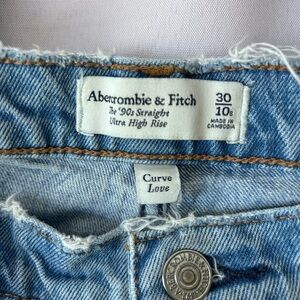 Abercrombie & Fitch
The '90s Straight
Ultra High Rise
30
10s
MADE IN
CAMBODIA
Curve
Love